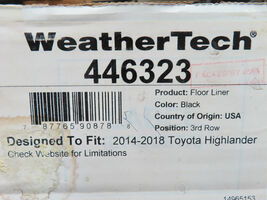 WeatherTech®
446323
Product: Floor Liner
Color: Black
Country of Origin: USA
Position: 3rd Row
7 87765 90878
Designed To Fit: 2014-2018 Toyota Highlander
Check Website for Limitations
14965153